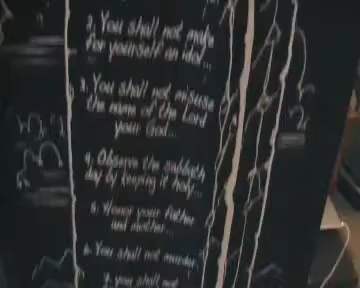 2. You shall not make
for yourself an idol...
3. You shall not misuse
the name of the Lord
your God...
4. Observe the sabbath
day by keeping it holy...
5. Honor your father
and mother...
6. You shall not murder
7. you shall not